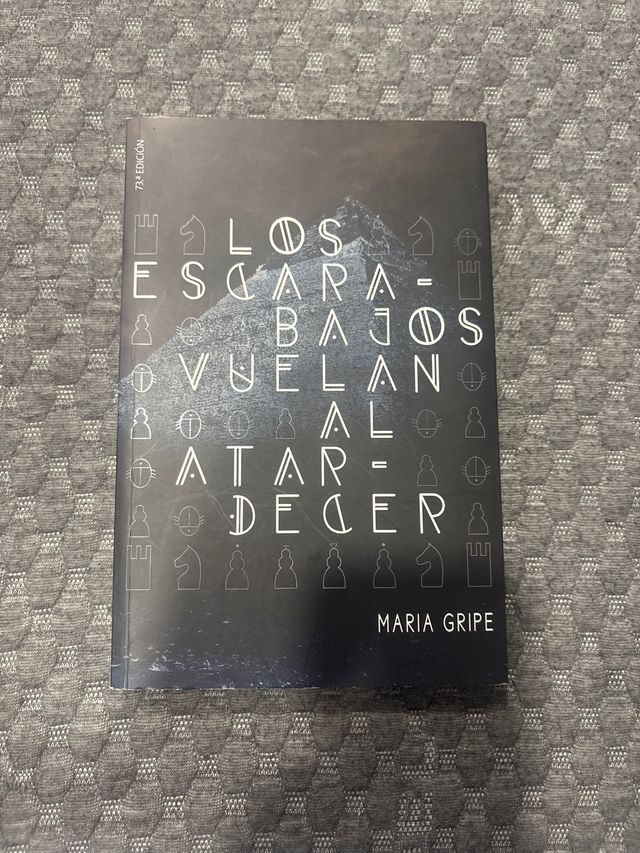 73.ª EDICIÓN
LOS
ESCARA-
BAJOS
VUELAN
AL
ATAR-
DECER
MARIA GRIPE